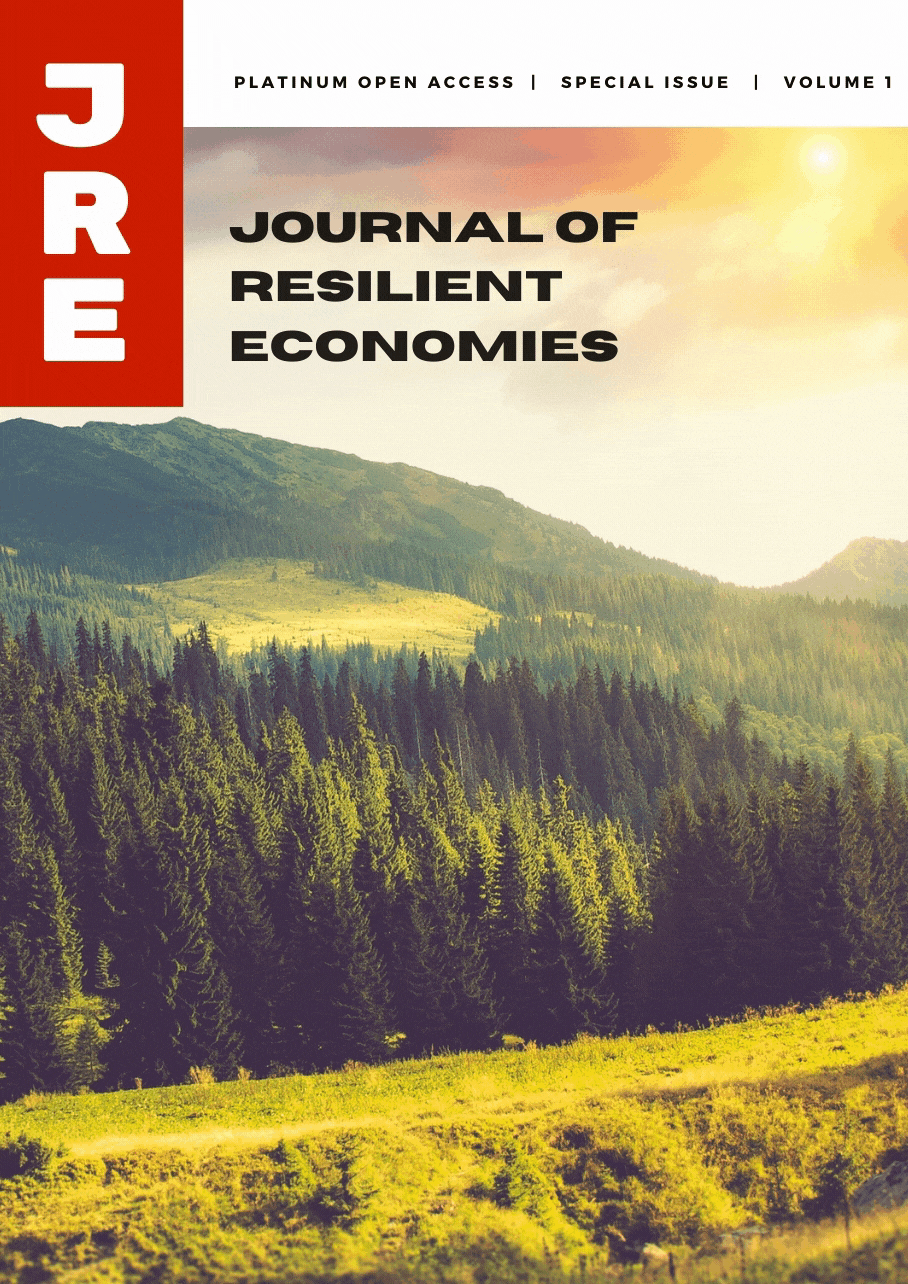 J
R
E
PLATINUM OPEN ACCESS | SPECIAL ISSUE | VOLUME 1
JOURNAL OF
RESILIENT
ECONOMIES